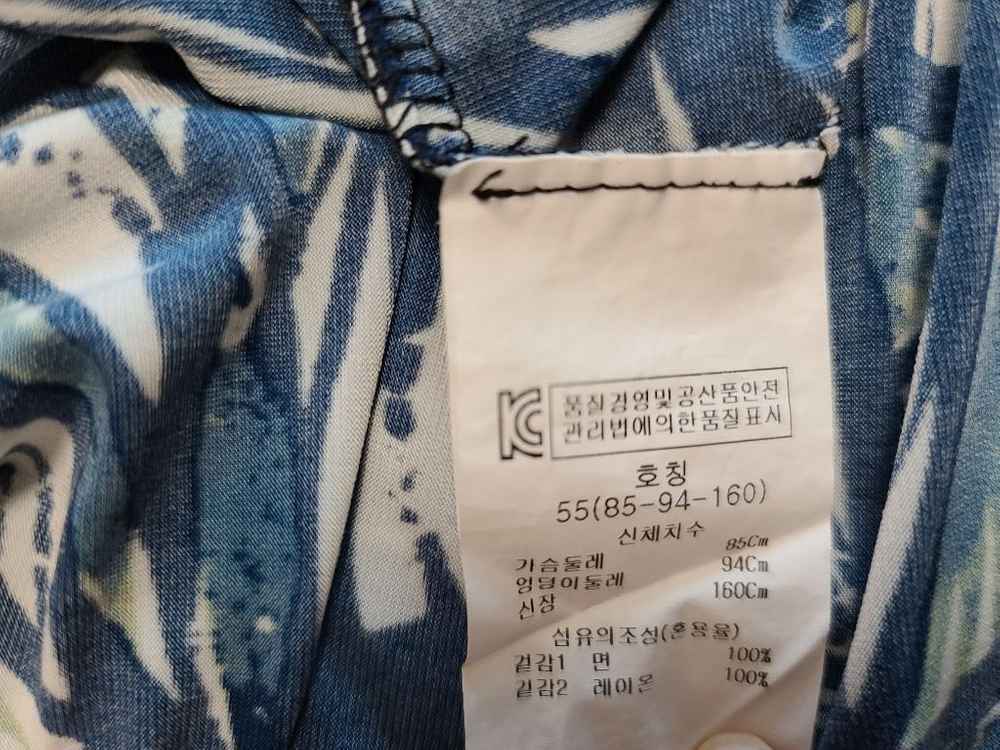 KC 품질경영및공산품안전
관리법에의한품질표시
호칭
55(85-94-160)
신체치수
가슴둘레 85Cm
엉덩이둘레 94Cm
신장 160Cm
섬유의조성(혼용율)
겉감1 면 100%
겉감2 레이온 100%